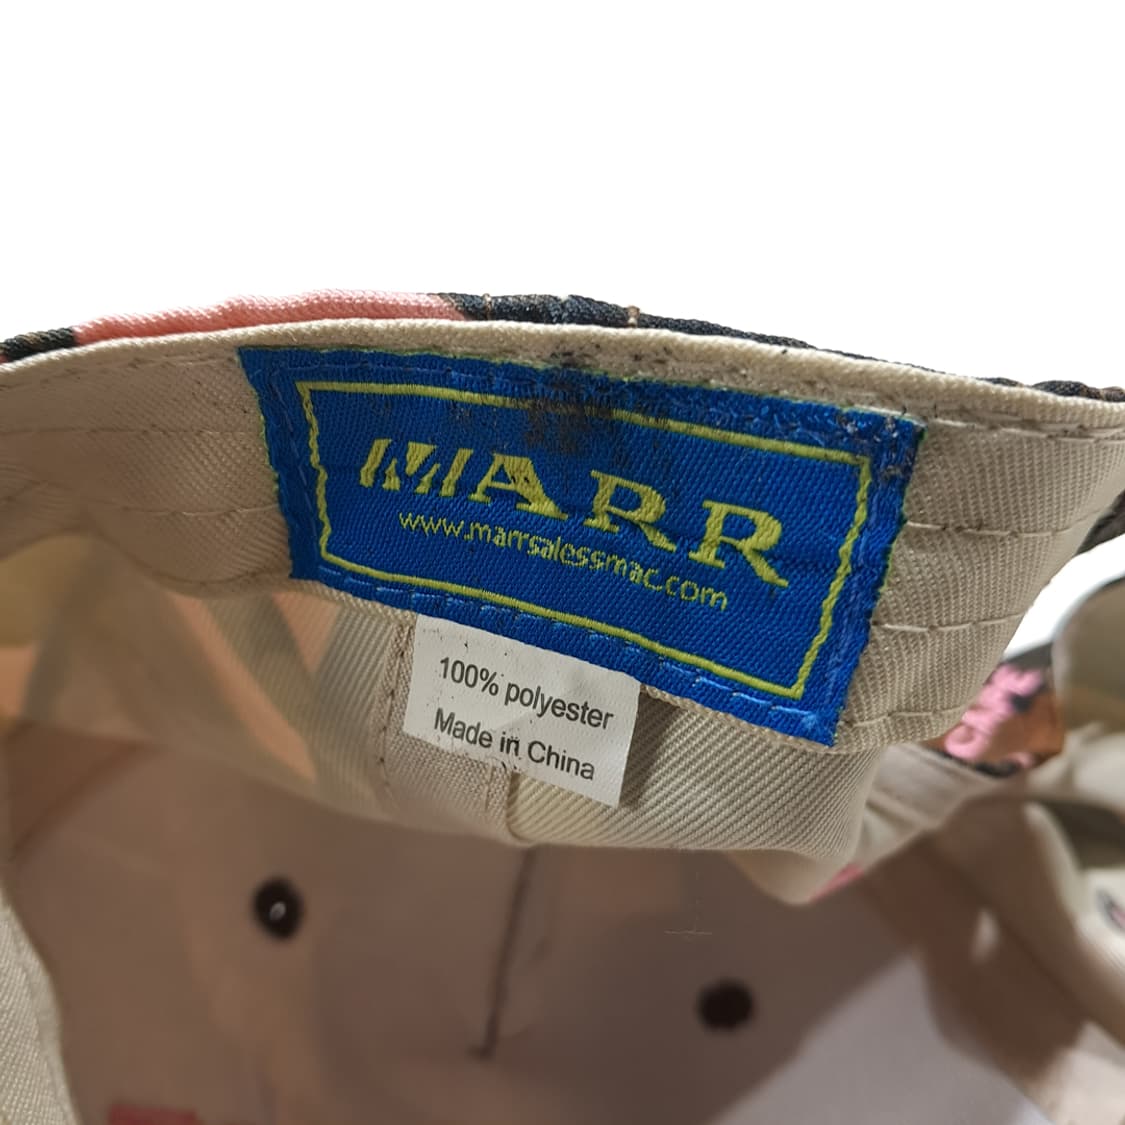 MARR
www.marrsalessmac.com
100% polyester
Made in China